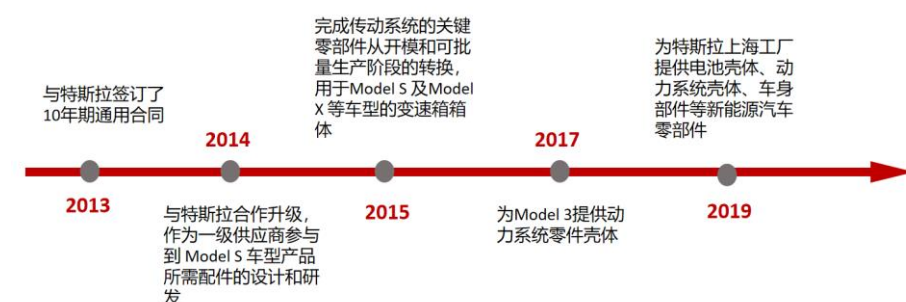 与特斯拉签订了
10年期通用合同
2013
2014
与特斯拉合作升级，
作为一级供应商参与
到 Model S 车型产品
所需配件的设计和研
发
完成传动系统的关键
零部件从开模和可批
量生产阶段的转换，
用于Model S 及Model
X 等车型的变速箱箱
体
2015
2017
为Model 3提供动
力系统零件壳体
为特斯拉上海工厂
提供电池壳体、动
力系统壳体、车身
部件等新能源汽车
零部件
2019